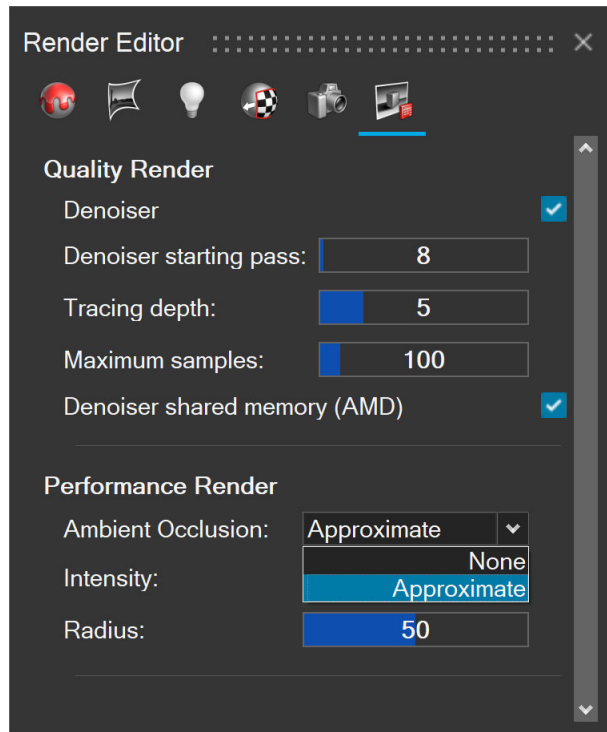 Render Editor
Quality Render
Denoiser
Denoiser starting pass: 8
Tracing depth: 5
Maximum samples: 100
Denoiser shared memory (AMD)
Performance Render
Ambient Occlusion: Approximate
None
Intensity:
Approximate
Radius: 50